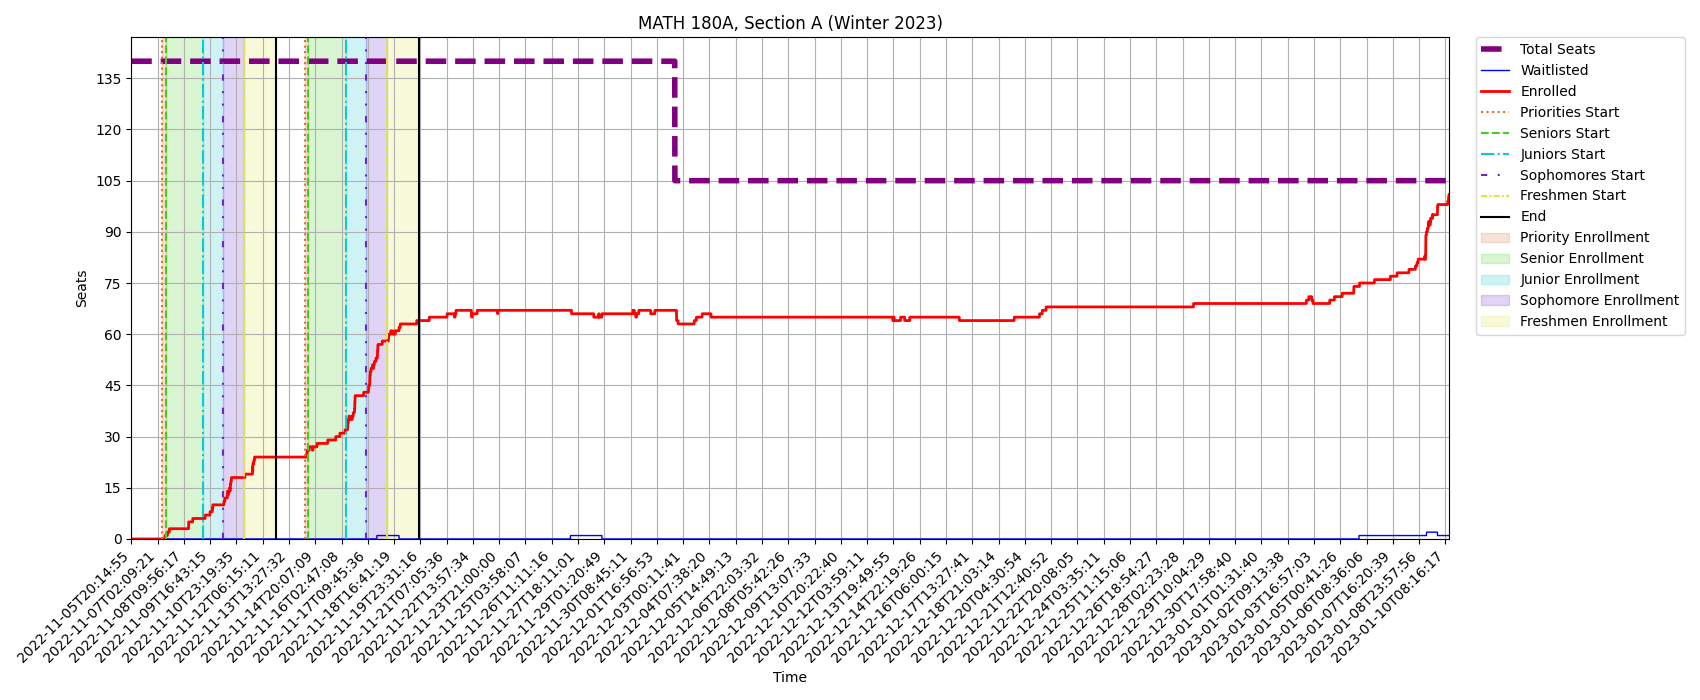 MATH 180A, Section A (Winter 2023)
Total Seats
Waitlisted
Enrolled
Priorities Start
Seniors Start
Juniors Start
Sophomores Start
Freshmen Start
End
Priority Enrollment
Senior Enrollment
Junior Enrollment
Sophomore Enrollment
Freshmen Enrollment
Seats
135
120
105
90
75
60
45
30
15
0
2022-11-05T20:14:55
2022-11-07T02:09:21
2022-11-08T09:56:17
2022-11-09T16:43:15
2022-11-10T23:19:35
2022-11-12T06:15:11
2022-11-13T13:27:32
2022-11-14T20:07:09
2022-11-16T02:47:08
2022-11-17T09:45:36
2022-11-18T16:41:19
2022-11-19T23:31:16
2022-11-21T07:05:36
2022-11-22T13:57:34
2022-11-23T21:00:00
2022-11-25T03:58:07
2022-11-26T11:11:16
2022-11-27T18:11:01
2022-11-29T01:20:49
2022-11-30T08:45:11
2022-12-01T16:56:53
2022-12-03T00:11:41
2022-12-04T07:38:20
2022-12-05T14:49:13
2022-12-06T22:03:32
2022-12-08T05:42:26
2022-12-09T13:07:33
2022-12-10T20:22:40
2022-12-12T03:59:11
2022-12-13T10:49:55
2022-12-14T22:19:26
2022-12-16T06:00:15
2022-12-17T13:27:41
2022-12-18T21:03:14
2022-12-20T04:30:54
2022-12-21T12:40:52
2022-12-22T20:08:05
2022-12-24T03:35:11
2022-12-25T11:15:06
2022-12-26T18:54:27
2022-12-28T02:23:28
2022-12-29T10:04:29
2022-12-30T17:58:40
2023-01-01T01:31:40
2023-01-02T09:13:38
2023-01-03T16:57:03
2023-01-05T00:41:26
2023-01-06T08:36:06
2023-01-07T16:20:39
2023-01-08T23:57:56
2023-01-10T08:16:17
Time